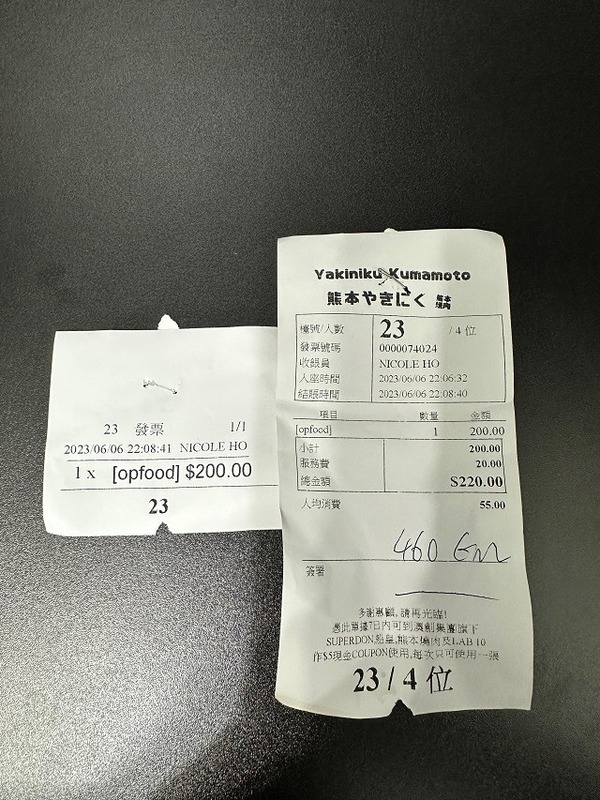 23 發票 1/1
2023/06/06 22:08:41 NICOLE HO
1 x [opfood] $200.00
23
Yakiniku Kumamoto
熊本やきにく 熊本焼肉
檯號/人數 23 /4 位
發票號碼 0000074024
收銀員 NICOLE HO
入座時間 2023/06/06 22:06:32
結賬時間 2023/06/06 22:08:40
項目 數量 金額
[opfood] 1 200.00
小計 200.00
服務費 20.00
總金額 $220.00
人均消費 55.00
460 Gm
簽署
多謝惠顧, 請再光臨!
憑此單據7日內可到澳創集團旗下
SUPERDON,熊本燒肉及LAB 10
作$5現金COUPON使用,每次只可使用一張
23 / 4 位